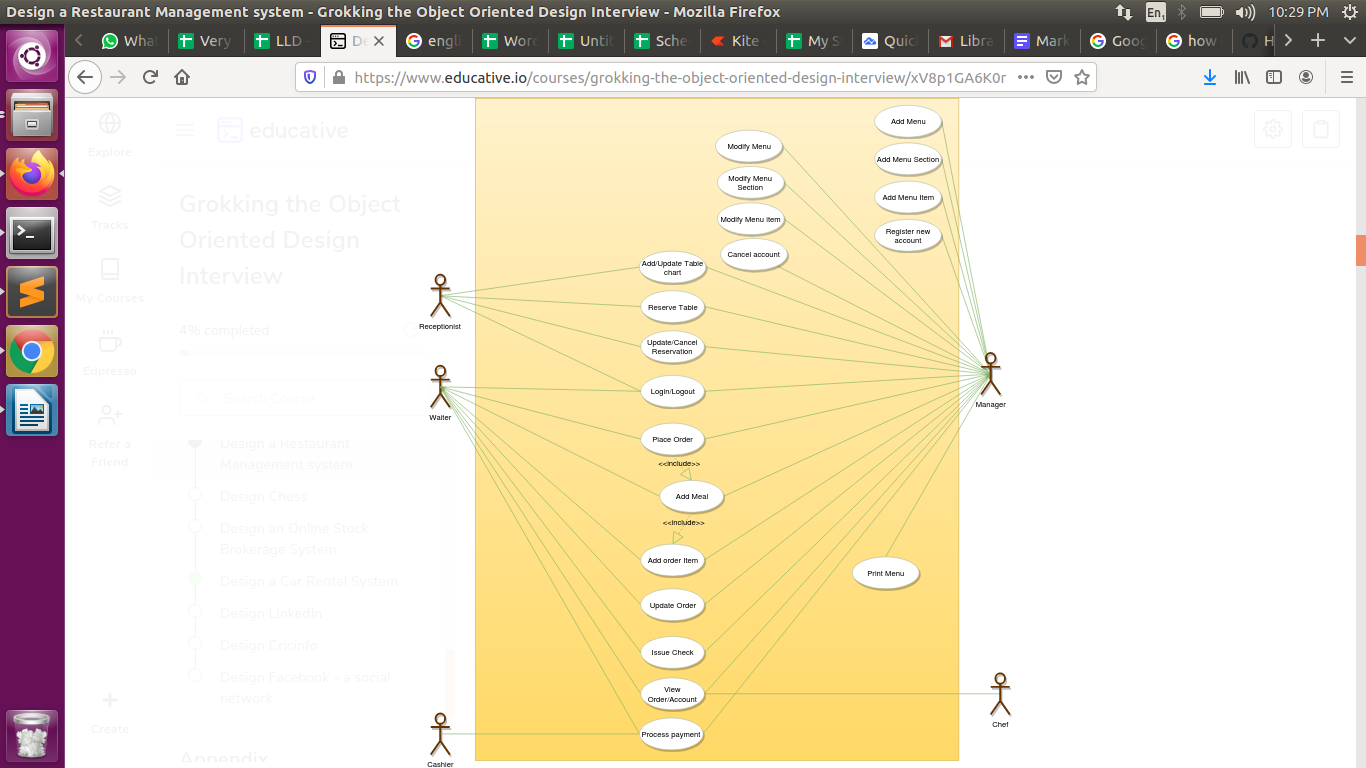 Design a Restaurant Management system - Grokking the Object Oriented Design Interview - Mozilla Firefox
En₁
10:29 PM
What
Very
LLD -
De
engli
Word
Untit
Sche
Kite -
My S
Quic
Libra
Mark
Goog
how
H
https://www.educative.io/courses/grokking-the-object-oriented-design-interview/xV8p1GA6K0r
educative
Explore
Tracks
My Courses
Edpresso
Refer a
Friend
Create
Grokking the Object
Oriented Design
Interview
4% completed
Search Course
Design a Restaurant
Management system
Design Chess
Design an Online Stock
Brokerage System
Design a Car Rental System
Design LinkedIn
Design Cricinfo
Design Facebook - a social
network
Appendix
Receptionist
Waiter
Cashier
Modify Menu
Modify Menu
Section
Modify Menu item
Cancel account
Add Menu
Add Menu Section
Add Menu Item
Register new
account
Add/Update Table
chart
Reserve Table
Update/Cancel
Reservation
Login/Logout
Place Order
<<include>>
Add Meal
<<include>>
Add order Item
Update Order
Issue Check
View
Order/Account
Process payment
Print Menu
Manager
Chef